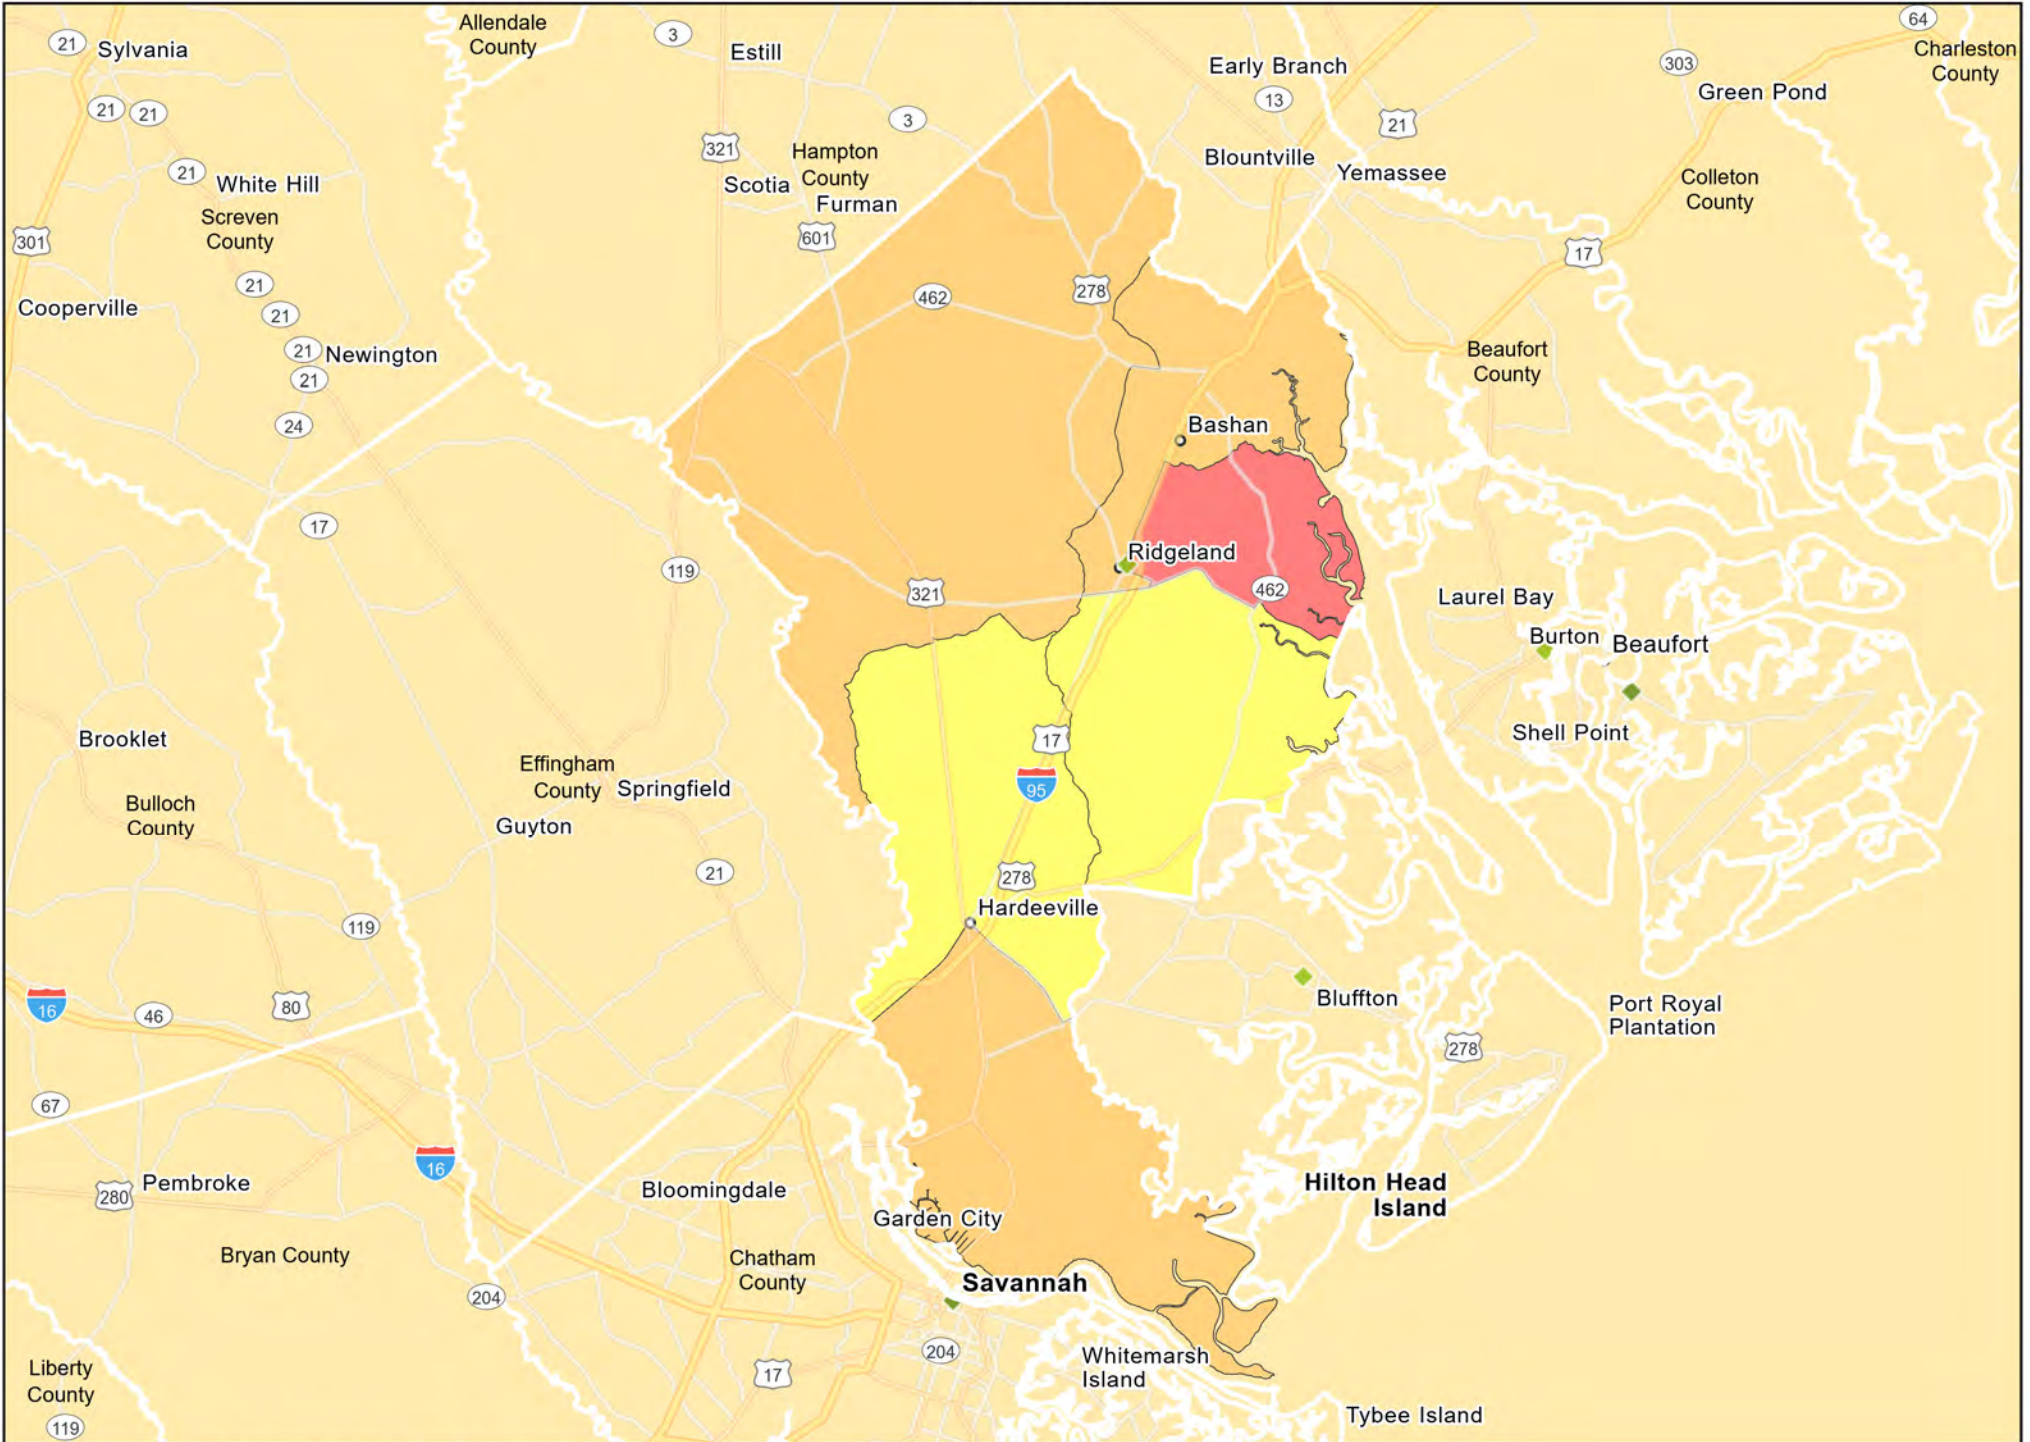 Allendale
County
64
21
Sylvania
3
Estill
Charleston
County
303
Early Branch
Green Pond
13
21
21
3
21
321
Hampton
County
Blountville
Yemassee
21
White Hill
Scotia
Furman
Colleton
County
Screven
County
301
601
17
21
462
278
Cooperville
21
21
Newington
Beaufort
County
21
24
Bashan
17
Ridgeland
119
321
462
Laurel Bay
Burton
Beaufort
Brooklet
17
Shell Point
Effingham
County
Springfield
95
Bulloch
County
Guyton
21
278
Hardeeville
119
16
46
80
Bluffton
Port Royal
Plantation
278
67
16
280
Pembroke
Bloomingdale
Hilton Head
Island
Garden City
Bryan County
Chatham
County
Savannah
204
204
Whitemarsh
Island
Liberty
County
17
119
Tybee Island